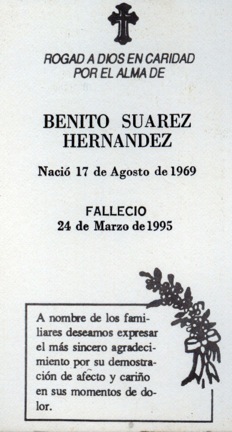 ROGAD A DIOS EN CARIDAD
POR EL ALMA DE
BENITO SUAREZ
HERNANDEZ
Nació 17 de Agosto de 1969
FALLECIO
24 de Marzo de 1995
A nombre de los fami-
liares deseamos expresar
el más sincero agradeci-
miento por su demostra-
ción de afecto y cariño
en sus momentos de do-
lor.